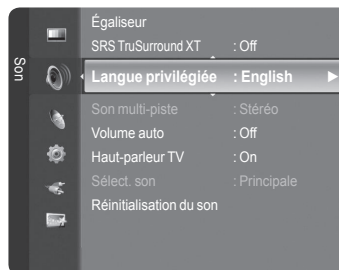 Son
Égaliseur
SRS TruSurround XT : Off
Langue privilégiée : English
Son multi-piste : Stéréo
Volume auto : Off
Haut-parleur TV : On
Sélect. son : Principale
Réinitialisation du son